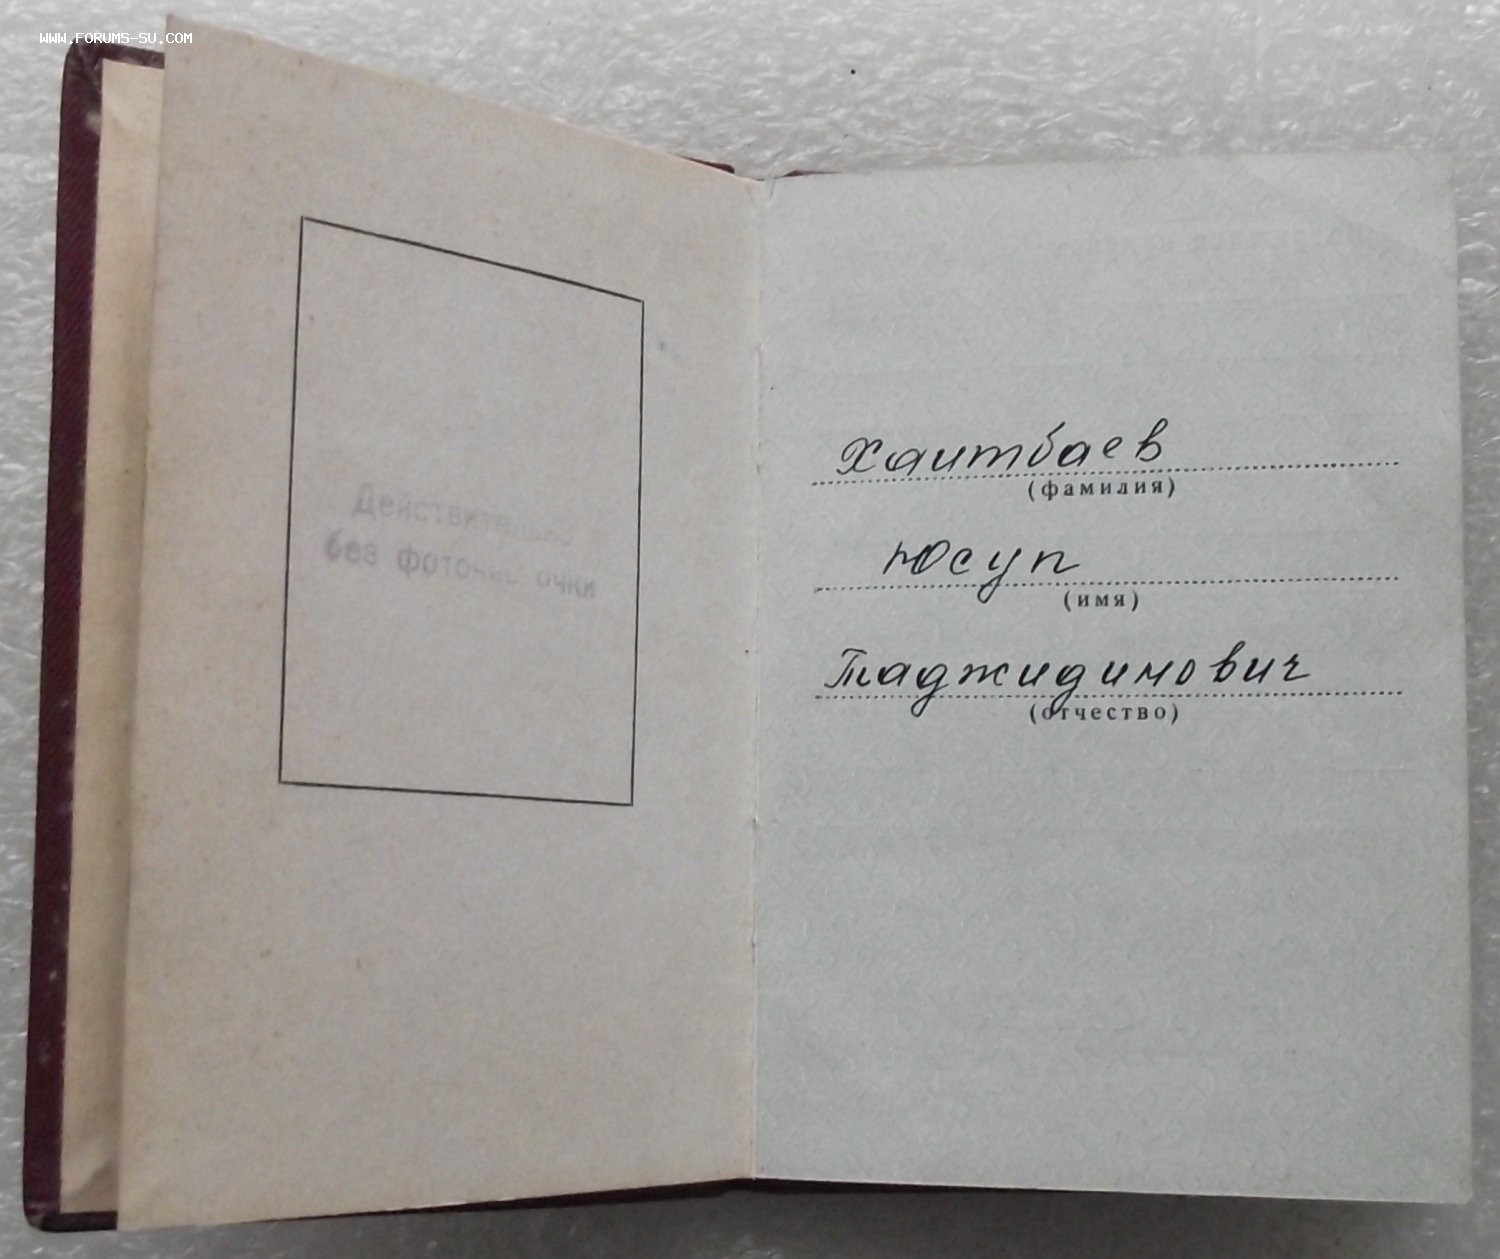 WWW.FORUMS-SU.COM
Действительно
без фотокарточки
Хаитбаев
(фамилия)
Юсуп
(имя)
Таджидинович
(отчество)